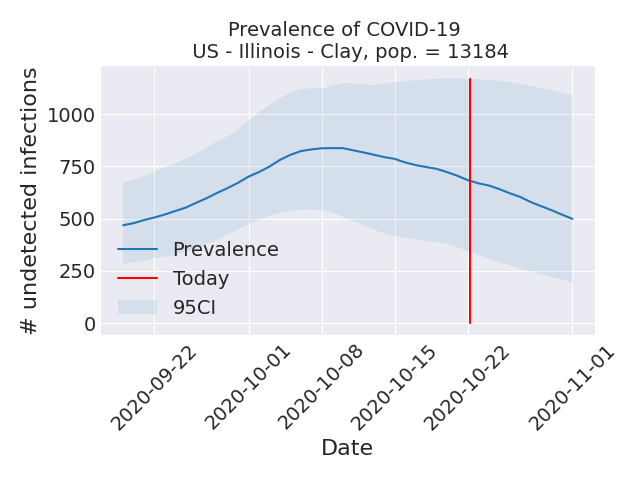 Prevalence of COVID-19
US - Illinois - Clay, pop. = 13184
# undetected infections
1000
750
500
250
0
Prevalence
Today
95CI
2020-09-22
2020-10-01
2020-10-08
2020-10-15
2020-10-22
2020-11-01
Date